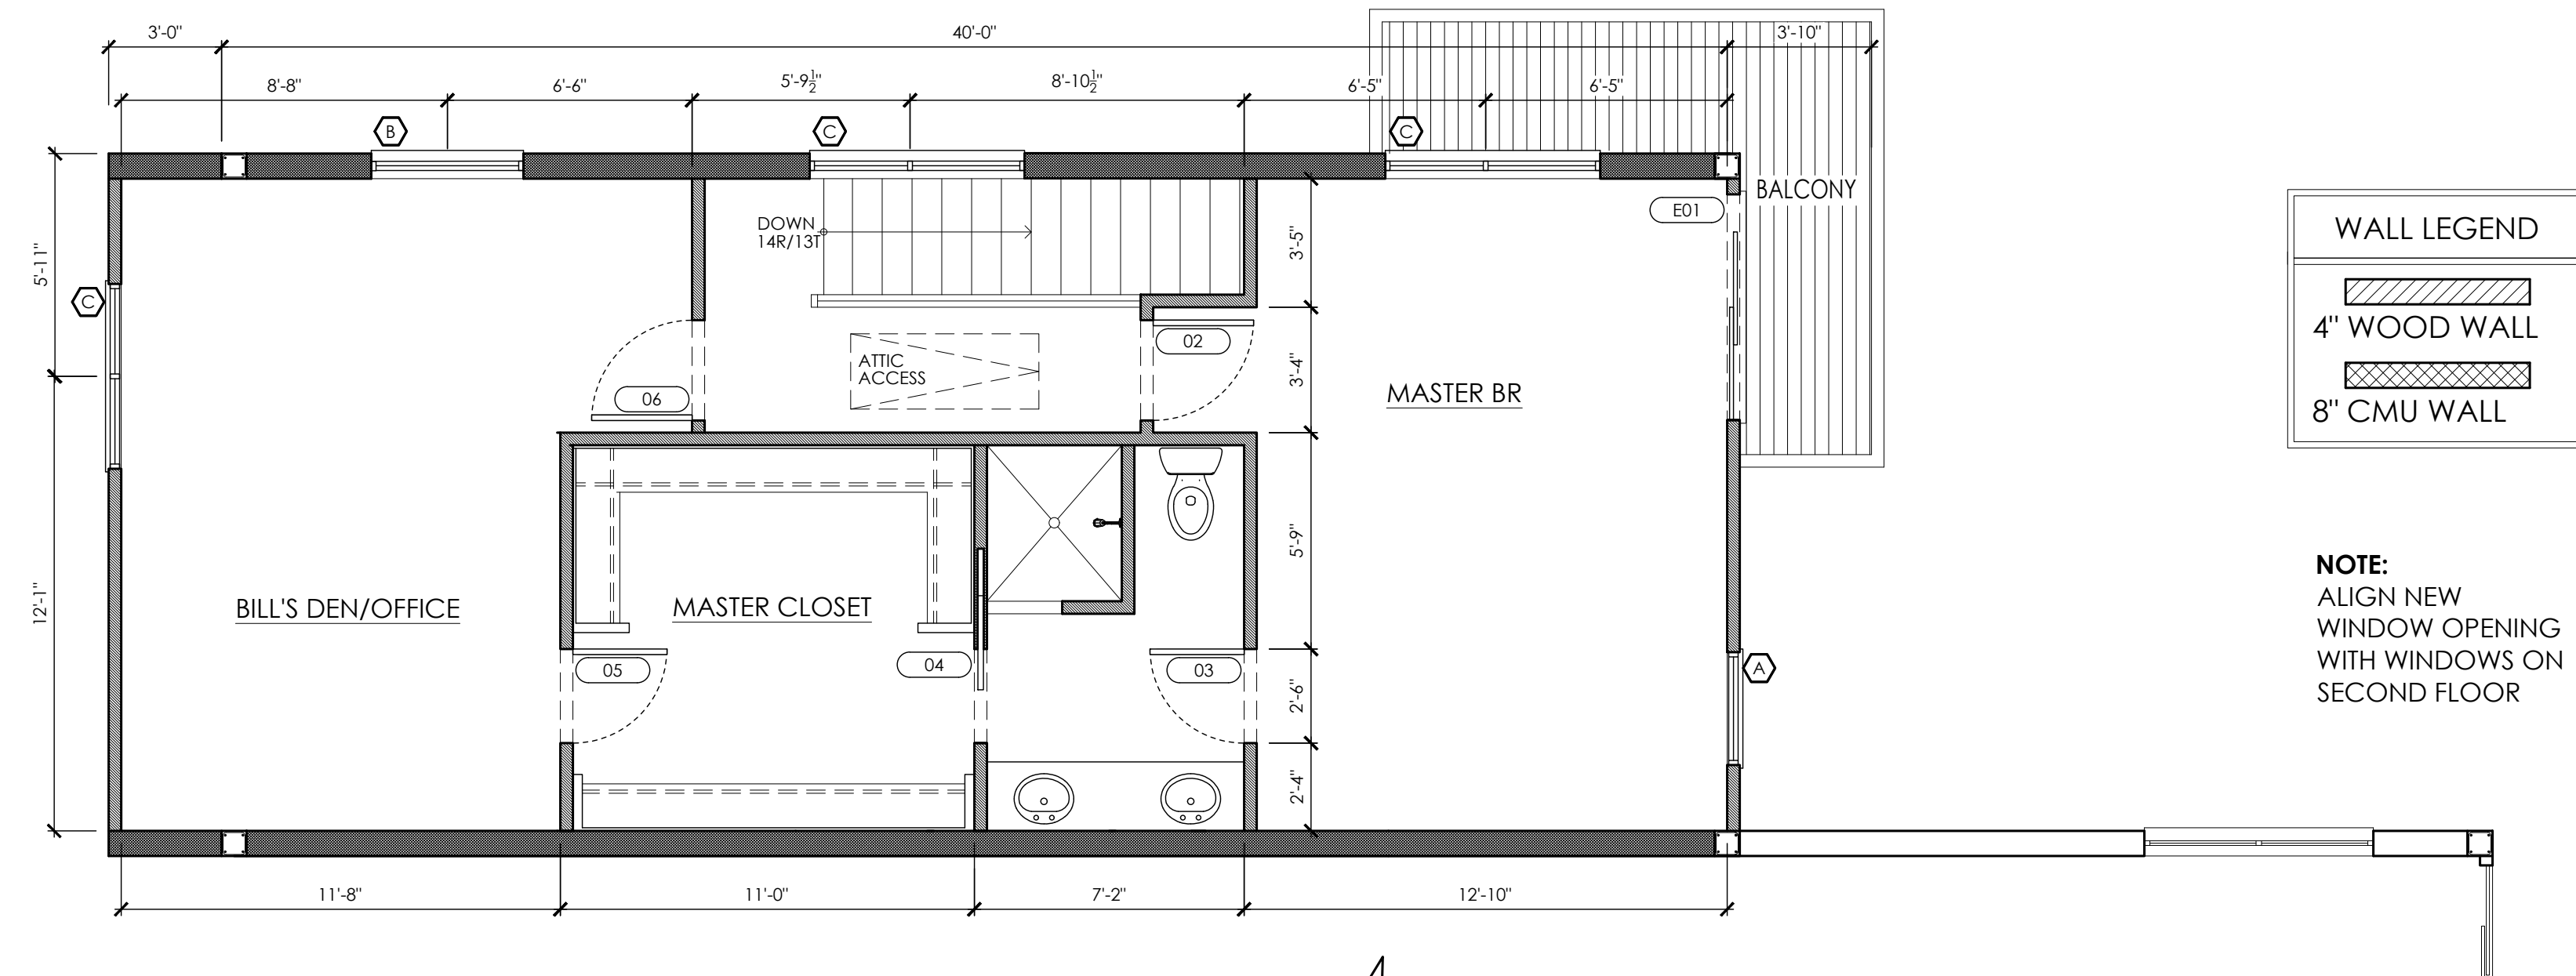 3'-0"
40'-0"
3'-10"
8'-8"
6'-6"
5'-9½"
8'-10½"
6'-5"
6'-5"
B
C
C
BALCONY
E01
DOWN
14R/13T
5'-11"
3'-5"
C
02
ATTIC
ACCESS
3'-4"
06
MASTER BR
WALL LEGEND
4" WOOD WALL
8" CMU WALL
5'-9"
12'-1"
BILL'S DEN/OFFICE
MASTER CLOSET
05
04
03
A
2'-6"
2'-4"
NOTE:
ALIGN NEW
WINDOW OPENING
WITH WINDOWS ON
SECOND FLOOR
11'-8"
11'-0"
7'-2"
12'-10"